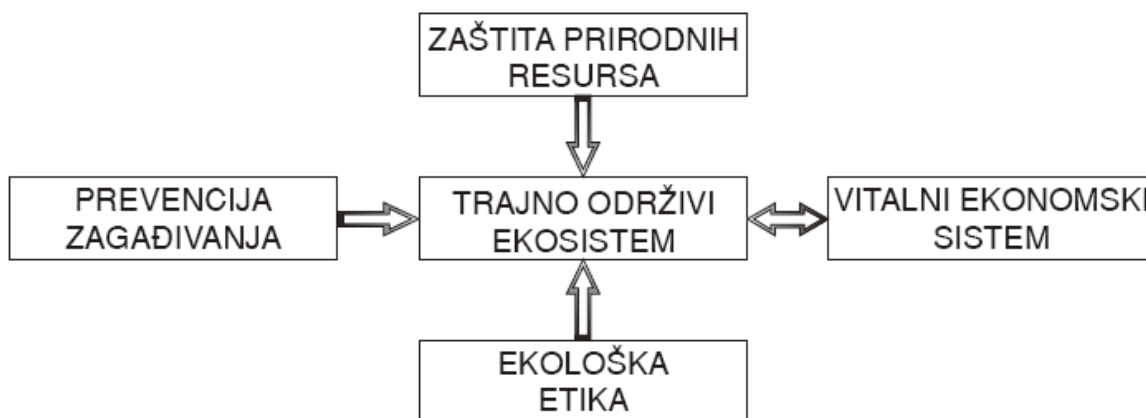 ZAŠTITA PRIRODNIH
RESURSA
PREVENCIJA
ZAGAĐIVANJA
TRAJNO ODRŽIVI
EKOSISTEM
VITALNI EKONOMSKI
SISTEM
EKOLOŠKA
ETIKA